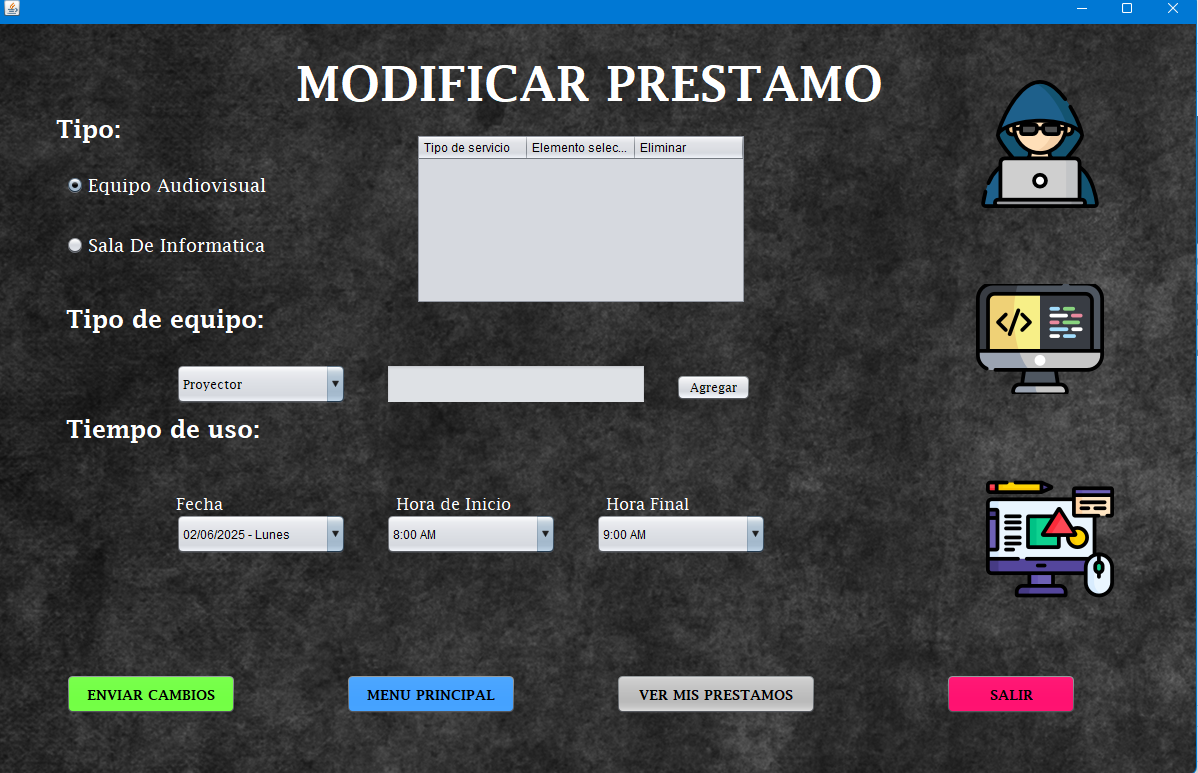 MODIFICAR PRESTAMO
Tipo:
Tipo de servicio Elemento selec... Eliminar
Equipo Audiovisual
Sala De Informatica
Tipo de equipo:
Proyector
Agregar
Tiempo de uso:
Fecha Hora de Inicio Hora Final
02/06/2025 - Lunes 8:00 AM 9:00 AM
ENVIAR CAMBIOS MENU PRINCIPAL VER MIS PRESTAMOS SALIR